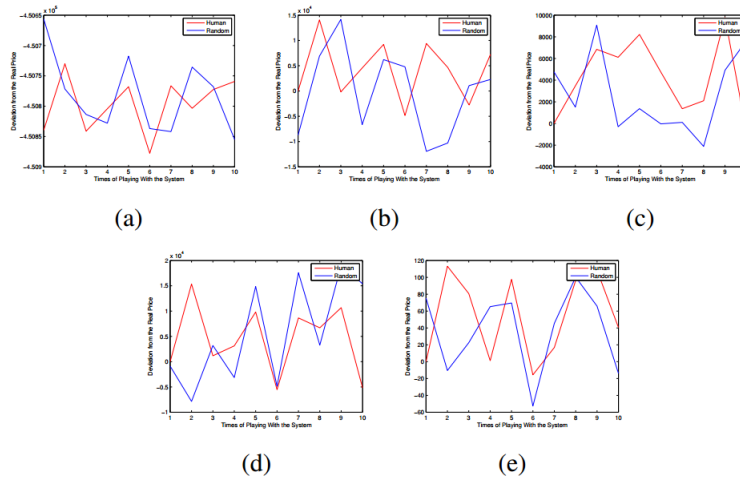 x 10⁵
−4.5065
−4.507
−4.5075
−4.508
−4.5085
−4.509
Deviation from the Real Price
Human
Random
1 2 3 4 5 6 7 8 9 10
Times of Playing With the System
(a)
x 10⁴
1.5
1
0.5
0
−0.5
−1
−1.5
Deviation from the Real Price
Human
Random
1 2 3 4 5 6 7 8 9 10
Times of Playing With the System
(b)
10000
8000
6000
4000
2000
0
−2000
−4000
Deviation from the Real Price
Human
Random
1 2 3 4 5 6 7 8 9
Times of Playing With the System
(c)
x 10⁴
2
1.5
1
0.5
0
−0.5
−1
Deviation from the Real Price
Human
Random
1 2 3 4 5 6 7 8 9 10
Times of Playing With the System
(d)
120
100
80
60
40
20
0
−20
−40
−60
Deviation from the Real Price
Human
Random
1 2 3 4 5 6 7 8 9 10
Times of Playing With the System
(e)